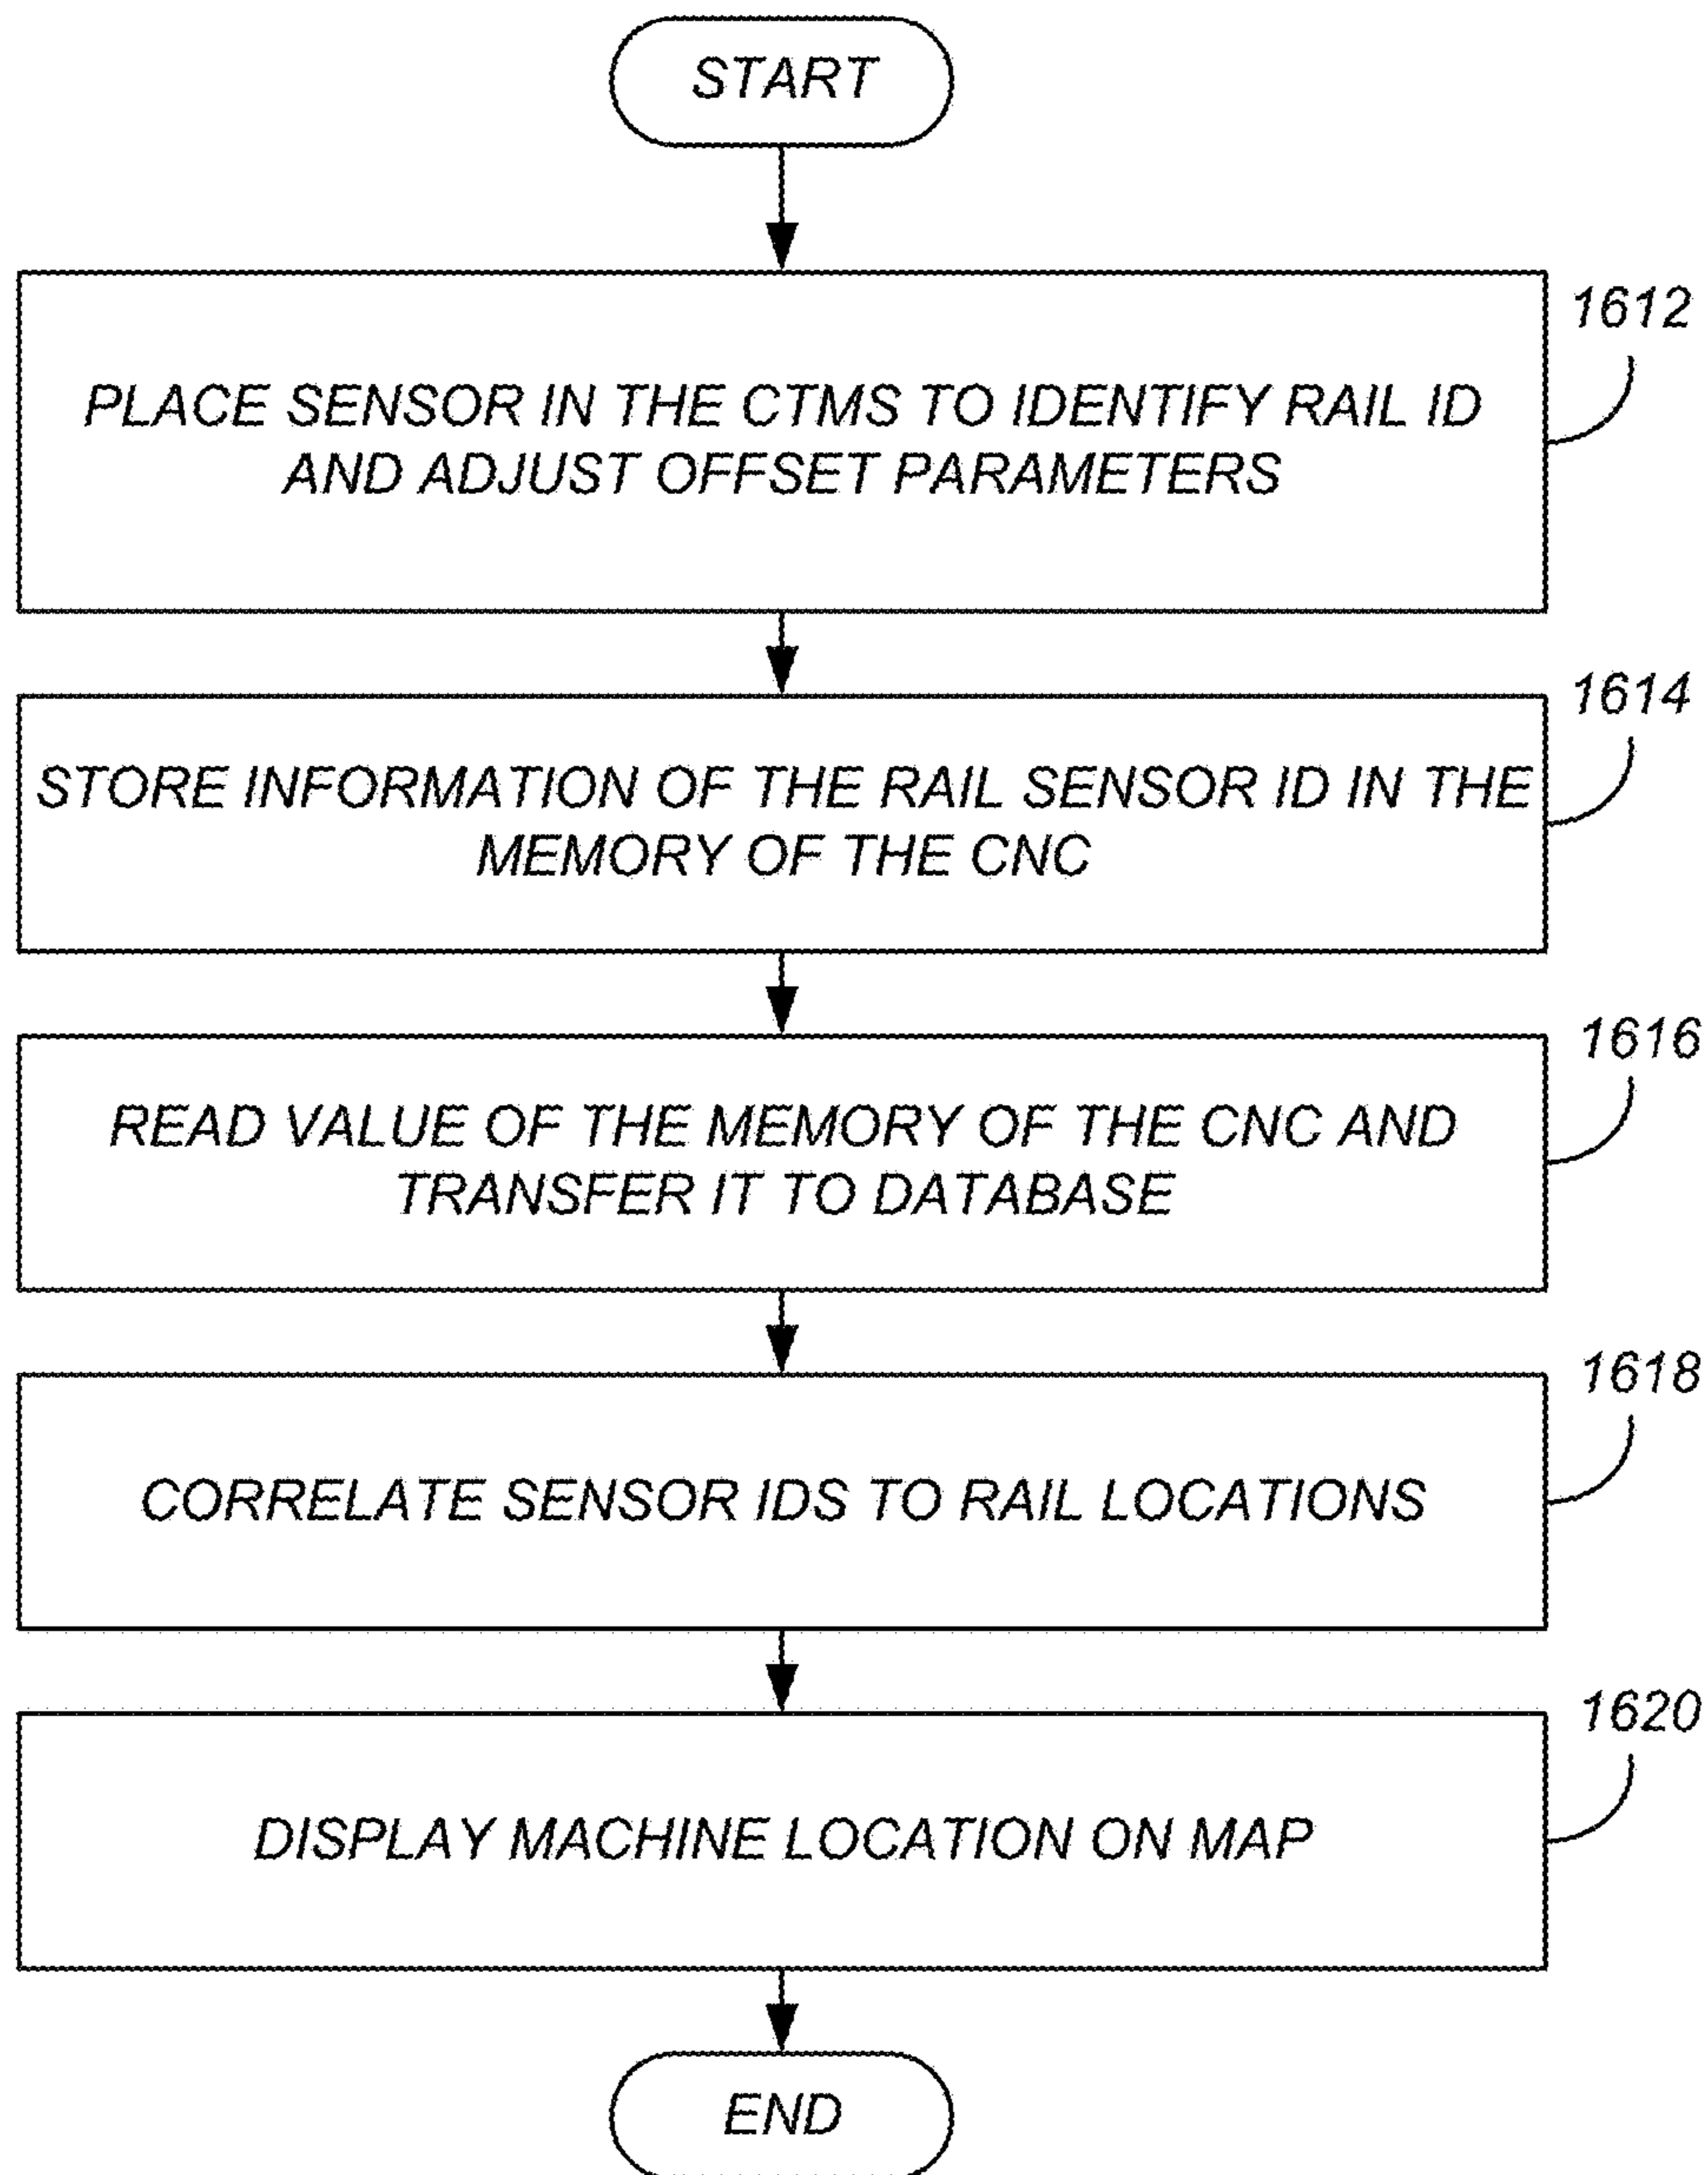 START
1612
PLACE SENSOR IN THE CTMS TO IDENTIFY RAIL ID
AND ADJUST OFFSET PARAMETERS
1614
STORE INFORMATION OF THE RAIL SENSOR ID IN THE
MEMORY OF THE CNC
1616
READ VALUE OF THE MEMORY OF THE CNC AND
TRANSFER IT TO DATABASE
1618
CORRELATE SENSOR IDS TO RAIL LOCATIONS
1620
DISPLAY MACHINE LOCATION ON MAP
END